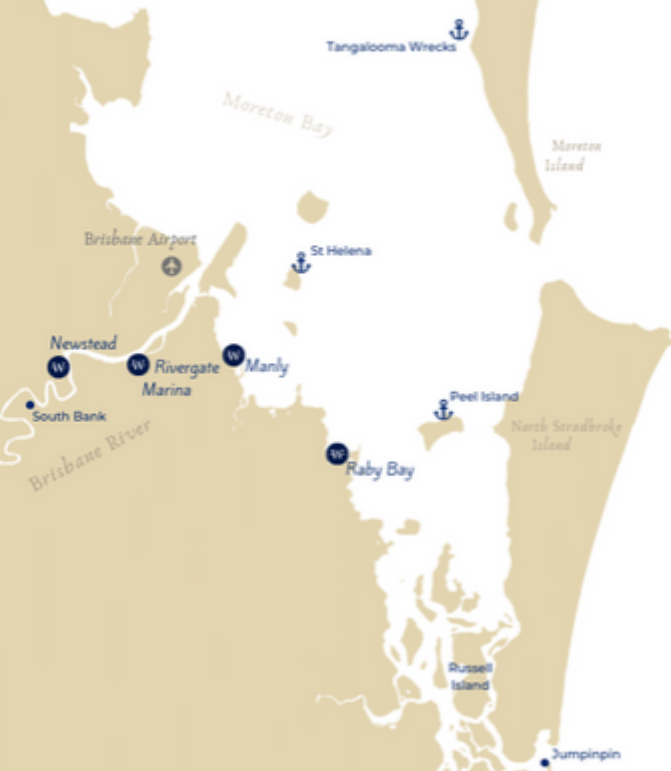 Tangalooma Wrecks
Moreton Bay
Moreton
Island
Brisbane Airport
St Helena
Newstead
W
W
Rivergate
Marina
W
Manly
South Bank
Peel Island
Brisbane River
North Stradbroke
Island
W
Raby Bay
Russell
Island
Jumpinpin